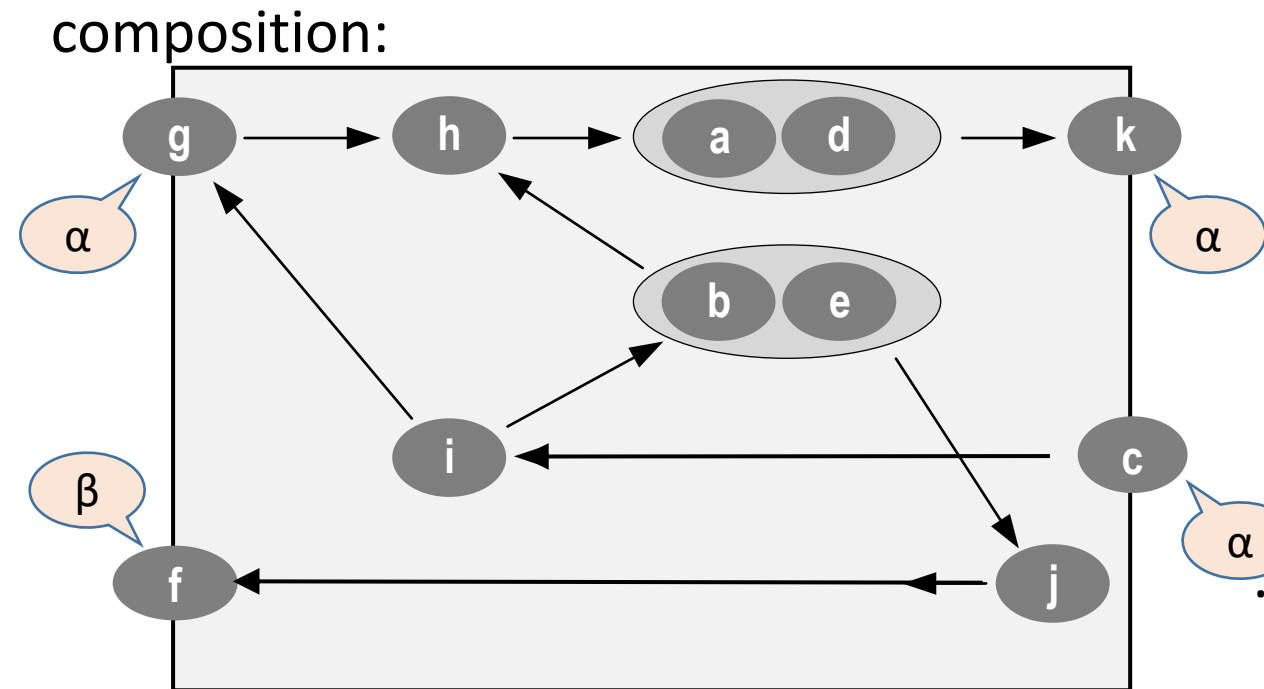 composition:
g h a d k
α α
b e
i c
β
α
f j
.